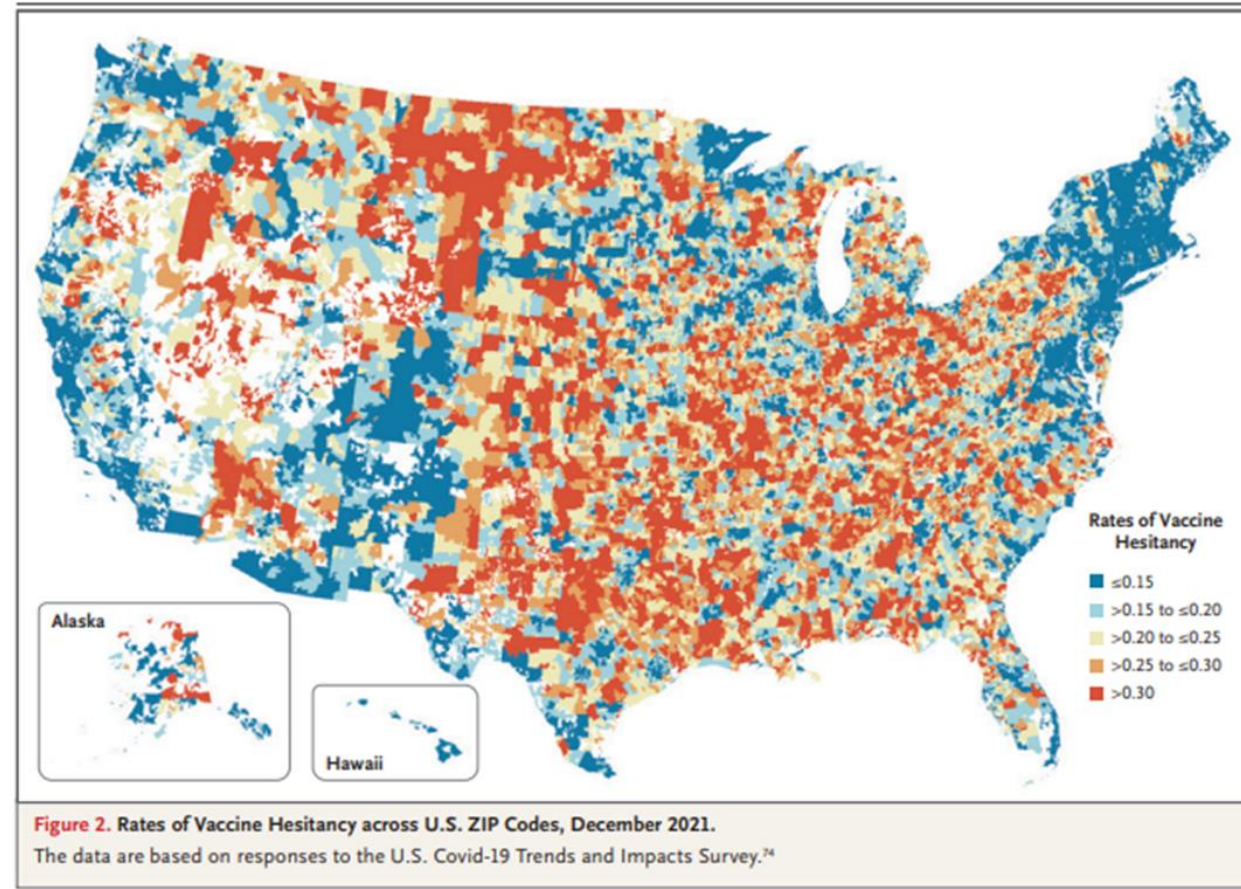 Rates of Vaccine
Hesitancy
≤0.15
>0.15 to ≤0.20
>0.20 to ≤0.25
>0.25 to ≤0.30
>0.30
Alaska
Hawaii
Figure 2. Rates of Vaccine Hesitancy across U.S. ZIP Codes, December 2021.
The data are based on responses to the U.S. Covid-19 Trends and Impacts Survey.⁷⁴